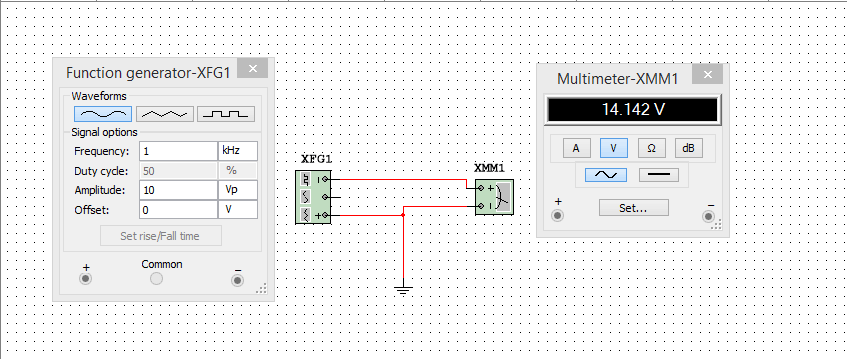 Function generator-XFG1
Waveforms
Signal options
Frequency: 1 kHz
Duty cycle: 50 %
Amplitude: 10 Vp
Offset: 0 V
Set rise/Fall time
+ Common −
XFG1
+
XMM1
+
Multimeter-XMM1
14.142 V
A V Ω dB
Set...
+ −